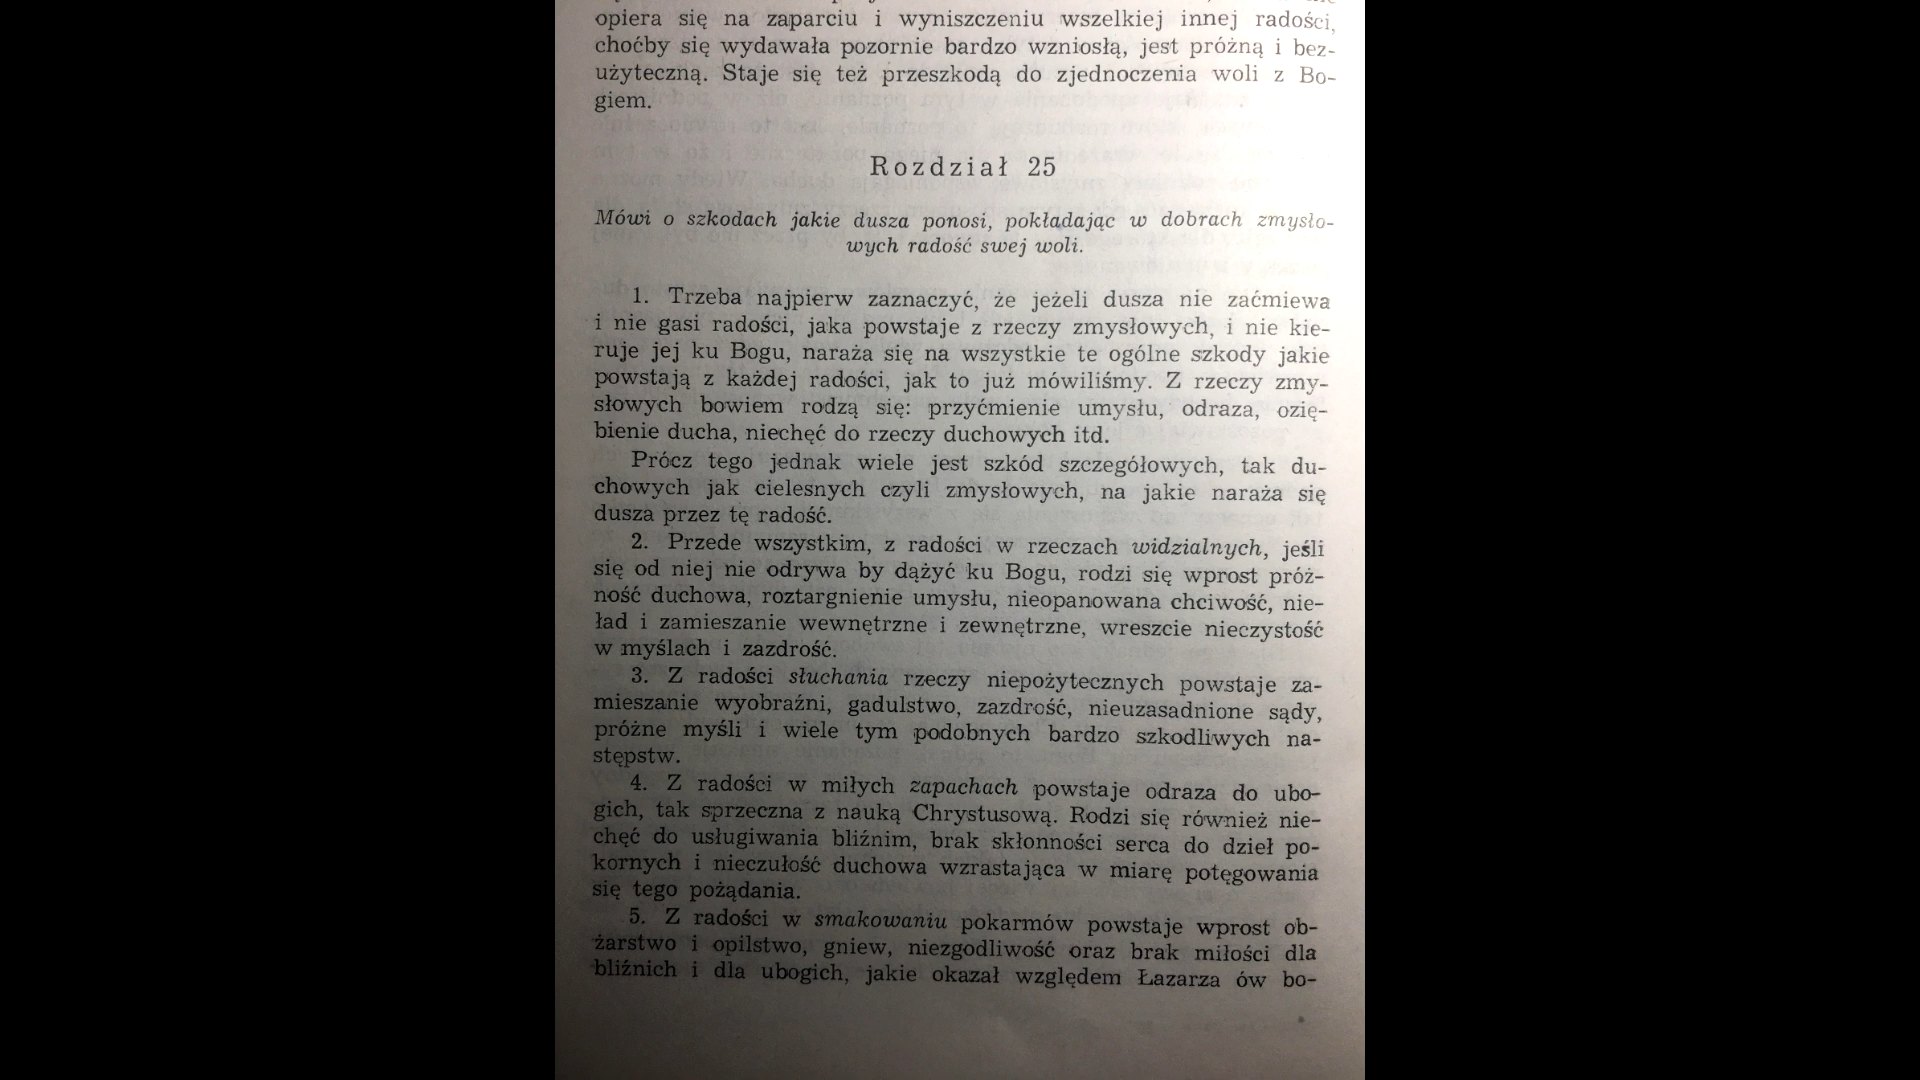 opiera się na zaparciu i wyniszczeniu wszelkiej innej radości,
choćby się wydawała pozornie bardzo wzniosłą, jest próżną i bez-
użyteczną. Staje się też przeszkodą do zjednoczenia woli z Bo-
giem.
Rozdział 25
Mówi o szkodach jakie dusza ponosi, pokładając w dobrach zmysło-
wych radość swej woli.
1. Trzeba najpierw zaznaczyć, że jeżeli dusza nie zaćmiewa
i nie gasi radości, jaka powstaje z rzeczy zmysłowych, i nie kie-
ruje jej ku Bogu, naraża się na wszystkie te ogólne szkody jakie
powstają z każdej radości, jak to już mówiliśmy. Z rzeczy zmy-
słowych bowiem rodzą się: przyćmienie umysłu, odraza, ozię-
bienie ducha, niechęć do rzeczy duchowych itd.
Prócz tego jednak wiele jest szkód szczegółowych, tak du-
chowych jak cielesnych czyli zmysłowych, na jakie naraża się
dusza przez tę radość.
2. Przede wszystkim, z radości w rzeczach widzialnych, jeśli
się od niej nie odrywa by dążyć ku Bogu, rodzi się wprost próż-
ność duchowa, roztargnienie umysłu, nieopanowana chciwość, nie-
ład i zamieszanie wewnętrzne i zewnętrzne, wreszcie nieczystość
w myślach i zazdrość.
3. Z radości słuchania rzeczy niepożytecznych powstaje za-
mieszanie wyobraźni, gadulstwo, zazdrość, nieuzasadnione sądy,
próżne myśli i wiele tym podobnych bardzo szkodliwych na-
stępstw.
4. Z radości w miłych zapachach powstaje odraza do ubo-
gich, tak sprzeczna z nauką Chrystusową. Rodzi się również nie-
chęć do usługiwania bliźnim, brak skłonności serca do dzieł po-
kornych i nieczułość duchowa wzrastająca w miarę potęgowania
się tego pożądania.
5. Z radości w smakowaniu pokarmów powstaje wprost ob-
żarstwo i opilstwo, gniew, niezgodliwość oraz brak miłości dla
bliźnich i dla ubogich, jakie okazał względem Łazarza ów bo-